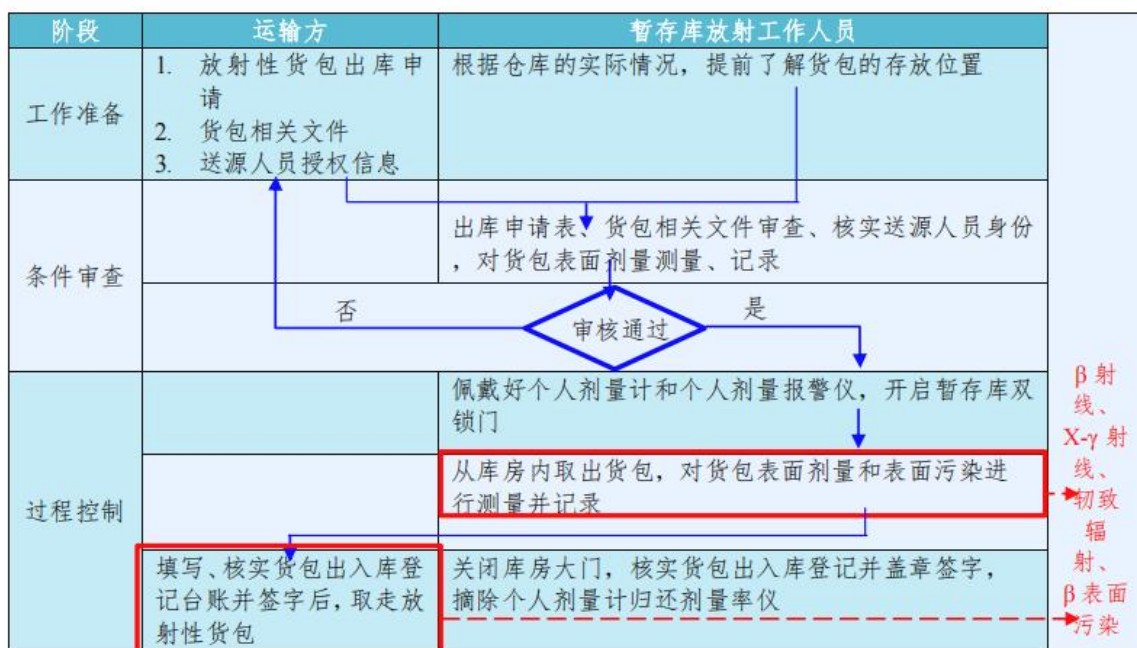 阶段 运输方 暂存库放射工作人员
工作准备
1. 放射性货包出库申
请
2. 货包相关文件
3. 送源人员授权信息
根据仓库的实际情况，提前了解货包的存放位置
条件审查
出库申请表、货包相关文件审查、核实送源人员身份
，对货包表面剂量测量、记录
否
审核通过
是
过程控制
佩戴好个人剂量计和个人剂量报警仪，开启暂存库双
锁门
从库房内取出货包，对货包表面剂量和表面污染进
行测量并记录
填写、核实货包出入库登
记台账并签字后，取走放
射性货包
关闭库房大门，核实货包出入库登记并盖章签字，
摘除个人剂量计归还剂量率仪
β射
线、
X-γ射
线、
轫致
辐
射、
β表面
污染